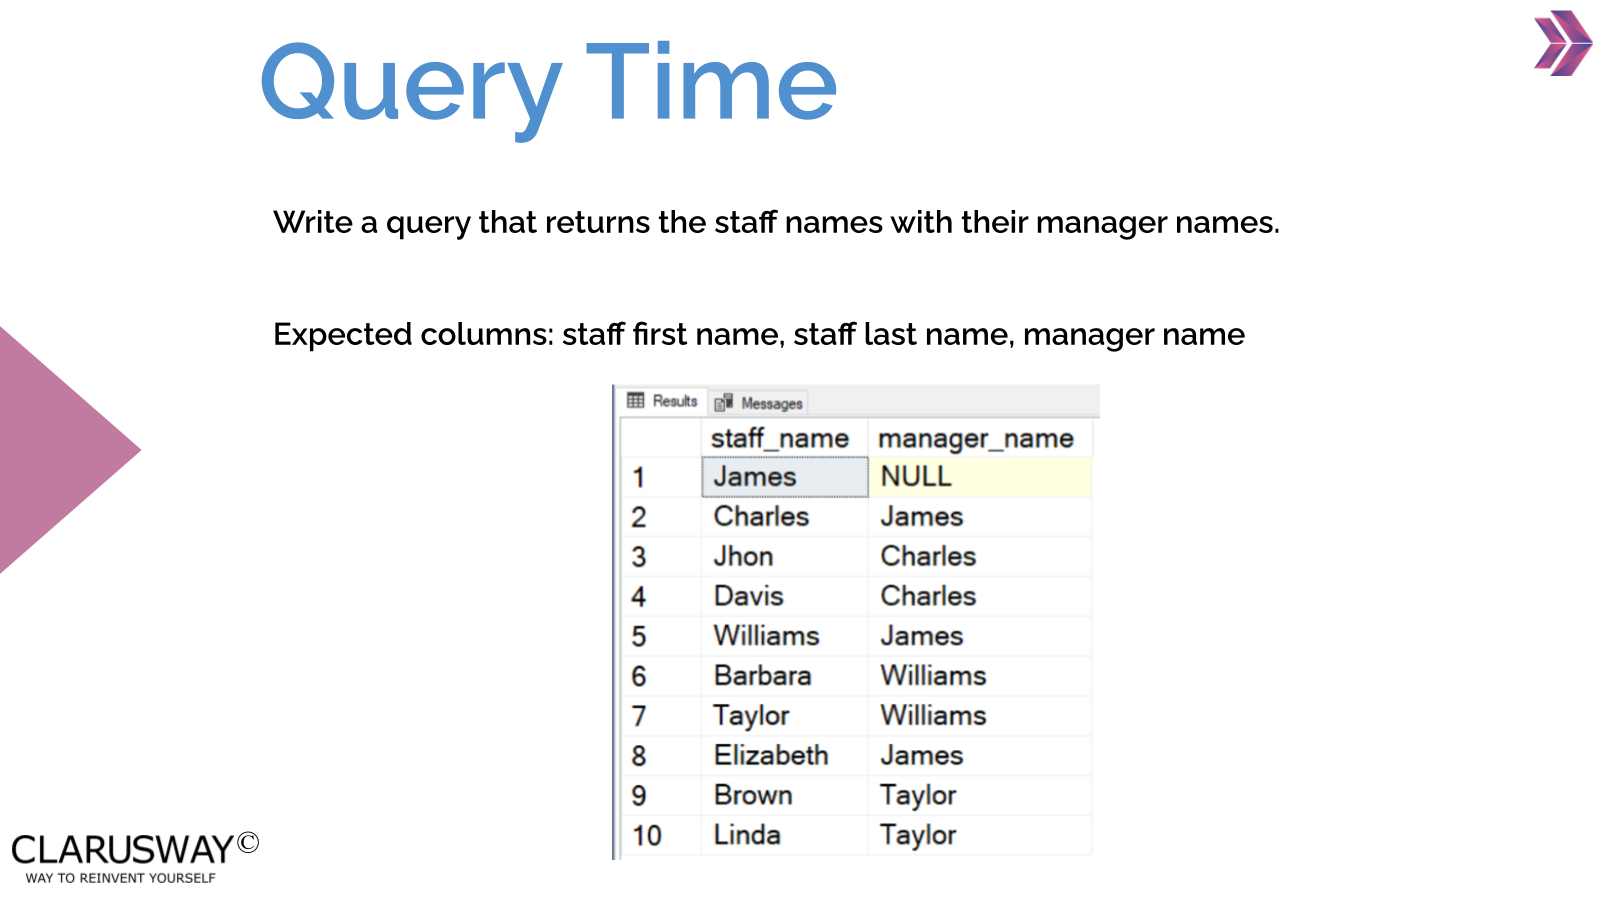 Query Time
Write a query that returns the staff names with their manager names.
Expected columns: staff first name, staff last name, manager name
Results Messages
staff_name manager_name
1 James NULL
2 Charles James
3 Jhon Charles
4 Davis Charles
5 Williams James
6 Barbara Williams
7 Taylor Williams
8 Elizabeth James
9 Brown Taylor
10 Linda Taylor
CLARUSWAY©
WAY TO REINVENT YOURSELF